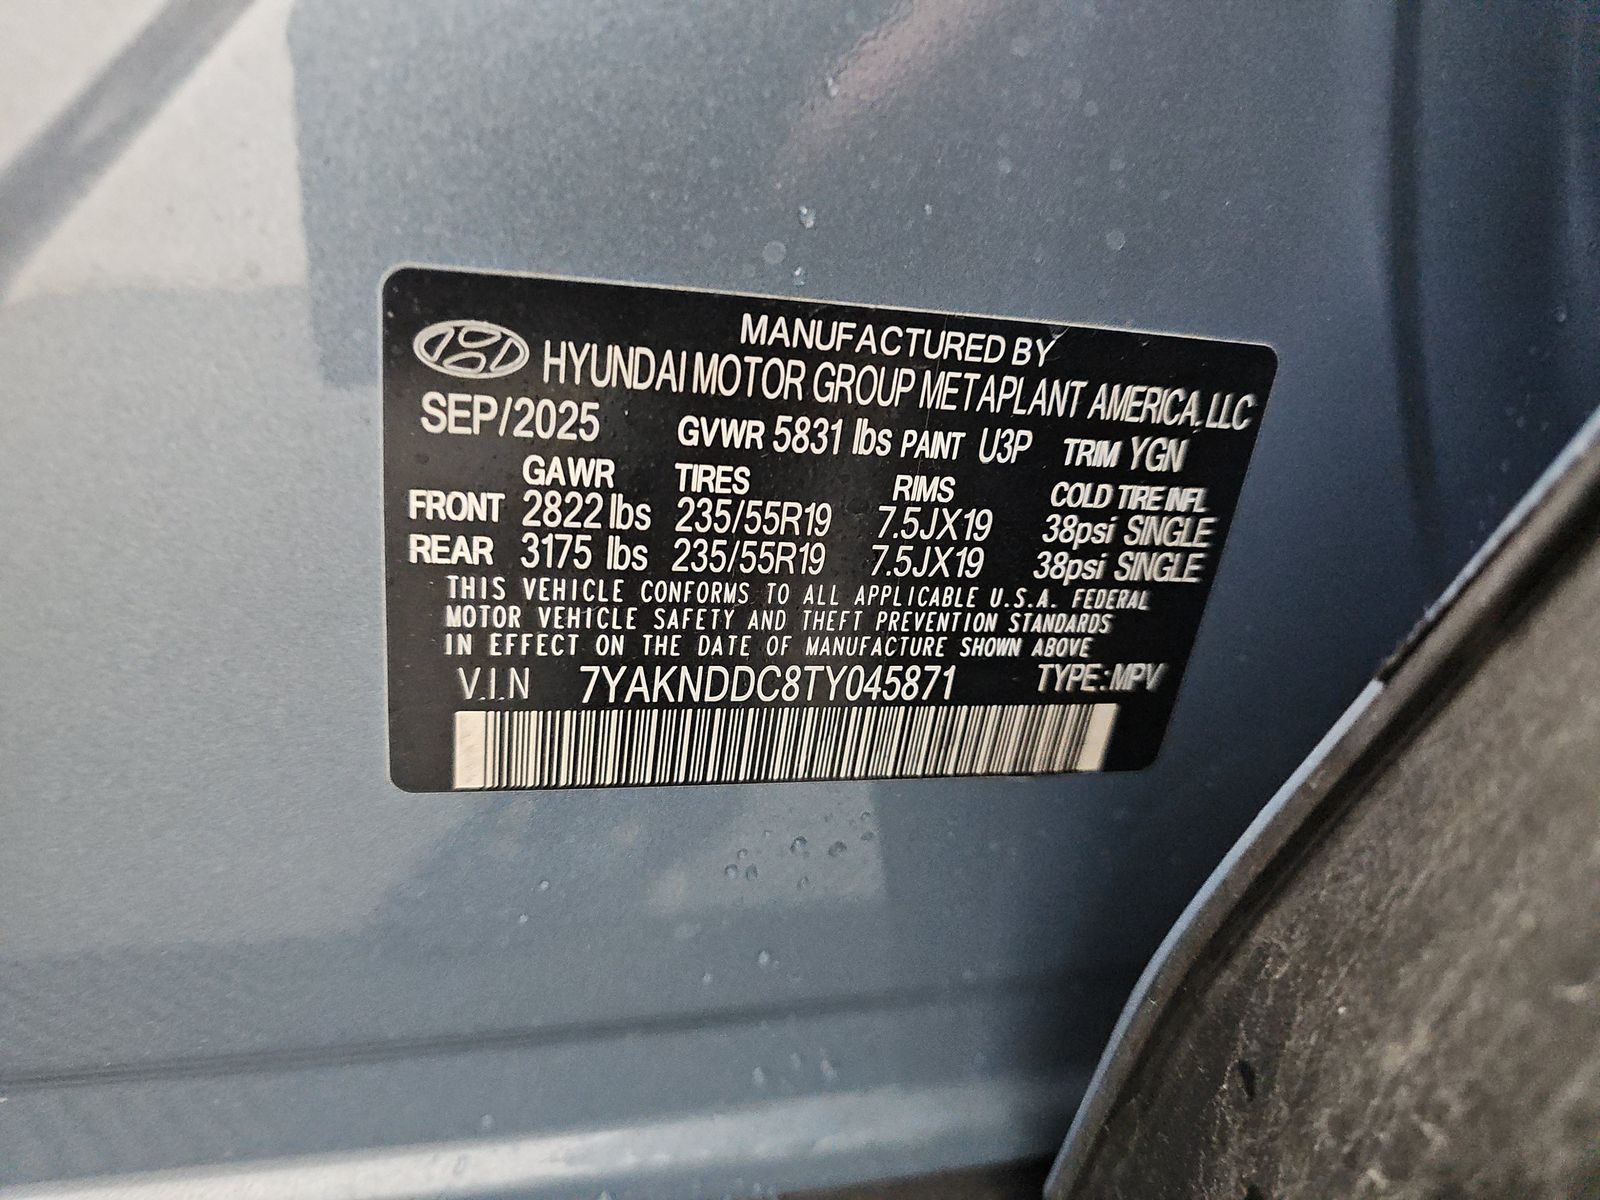 MANUFACTURED BY
HYUNDAI MOTOR GROUP METAPLANT AMERICA, LLC
SEP/2025 GVWR 5831 lbs PAINT U3P TRIM YGN
GAWR TIRES RIMS COLD TIRE INFL
FRONT 2822 lbs 235/55R19 7.5JX19 38psi SINGLE
REAR 3175 lbs 235/55R19 7.5JX19 38psi SINGLE
THIS VEHICLE CONFORMS TO ALL APPLICABLE U.S.A. FEDERAL
MOTOR VEHICLE SAFETY AND THEFT PREVENTION STANDARDS
IN EFFECT ON THE DATE OF MANUFACTURE SHOWN ABOVE
V.I.N 7YAKNDDC8TY045871 TYPE:MPV